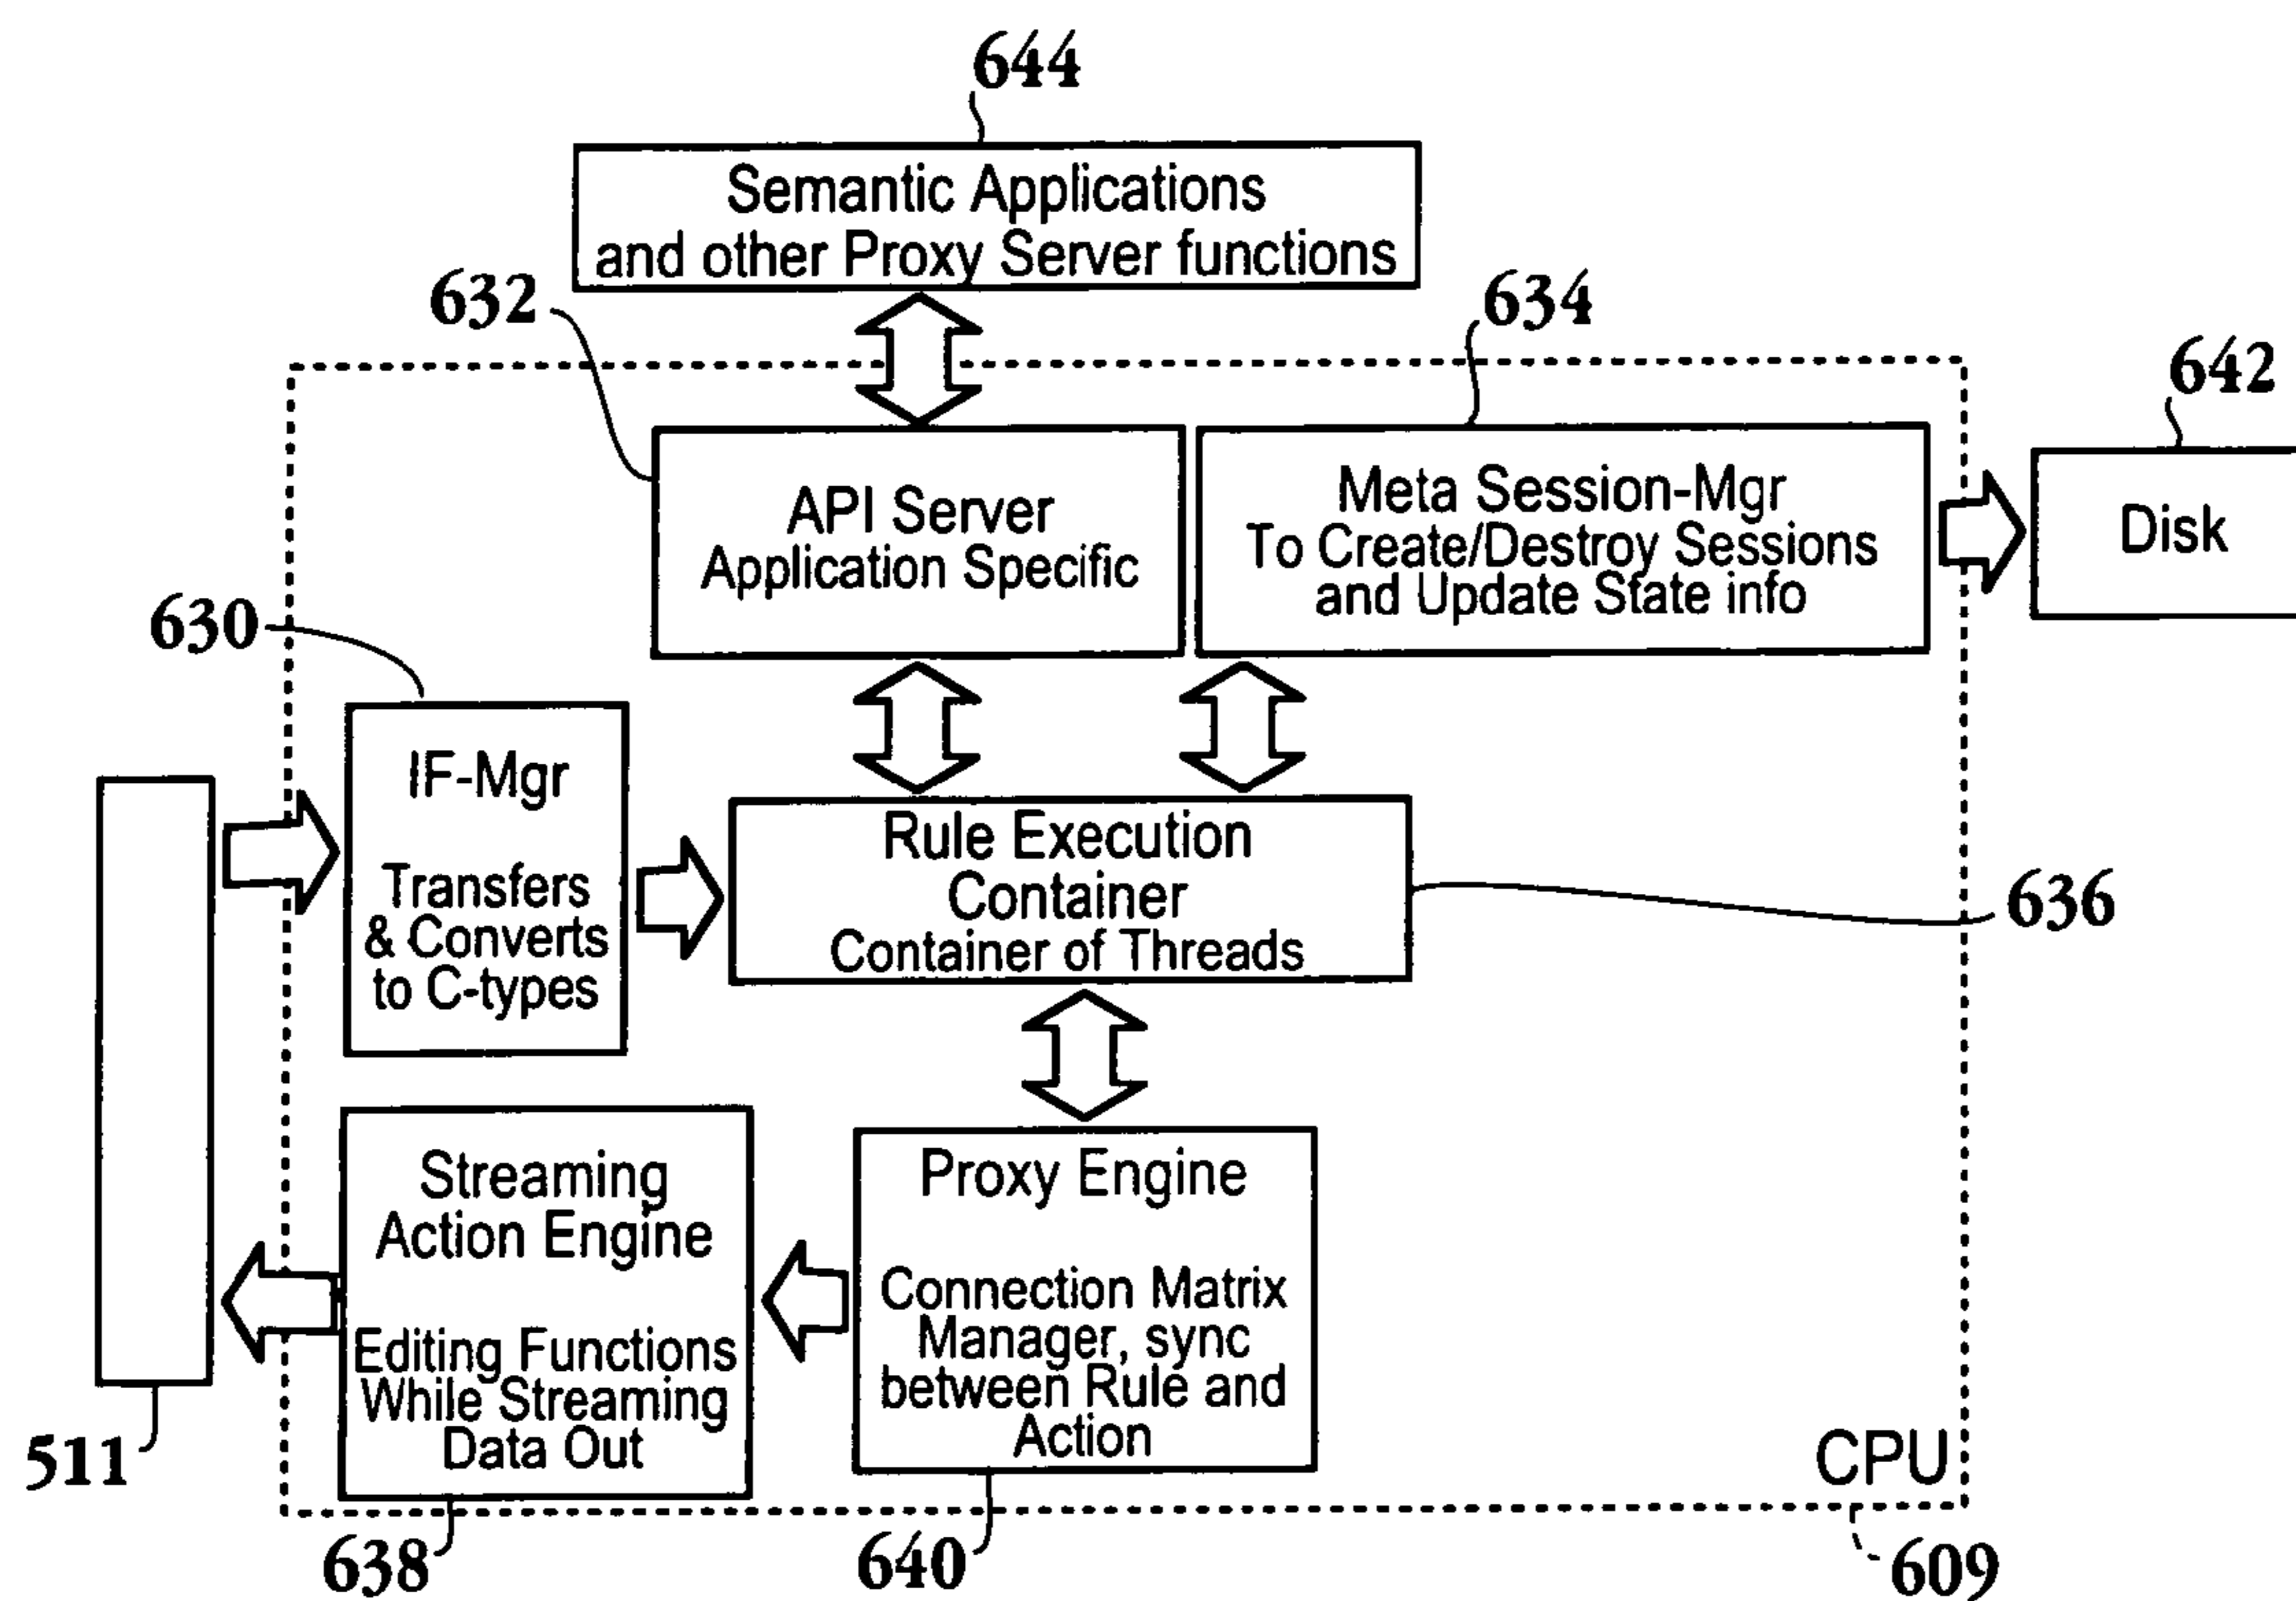 644
Semantic Applications
and other Proxy Server functions
632
634
642
API Server
Application Specific
Meta Session-Mgr
To Create/Destroy Sessions
and Update State info
Disk
630
IF-Mgr
Transfers
& Converts
to C-types
Rule Execution
Container
Container of Threads
636
Streaming
Action Engine
Editing Functions
While Streaming
Data Out
Proxy Engine
Connection Matrix
Manager, sync
between Rule and
Action
511
CPU
638
640
609